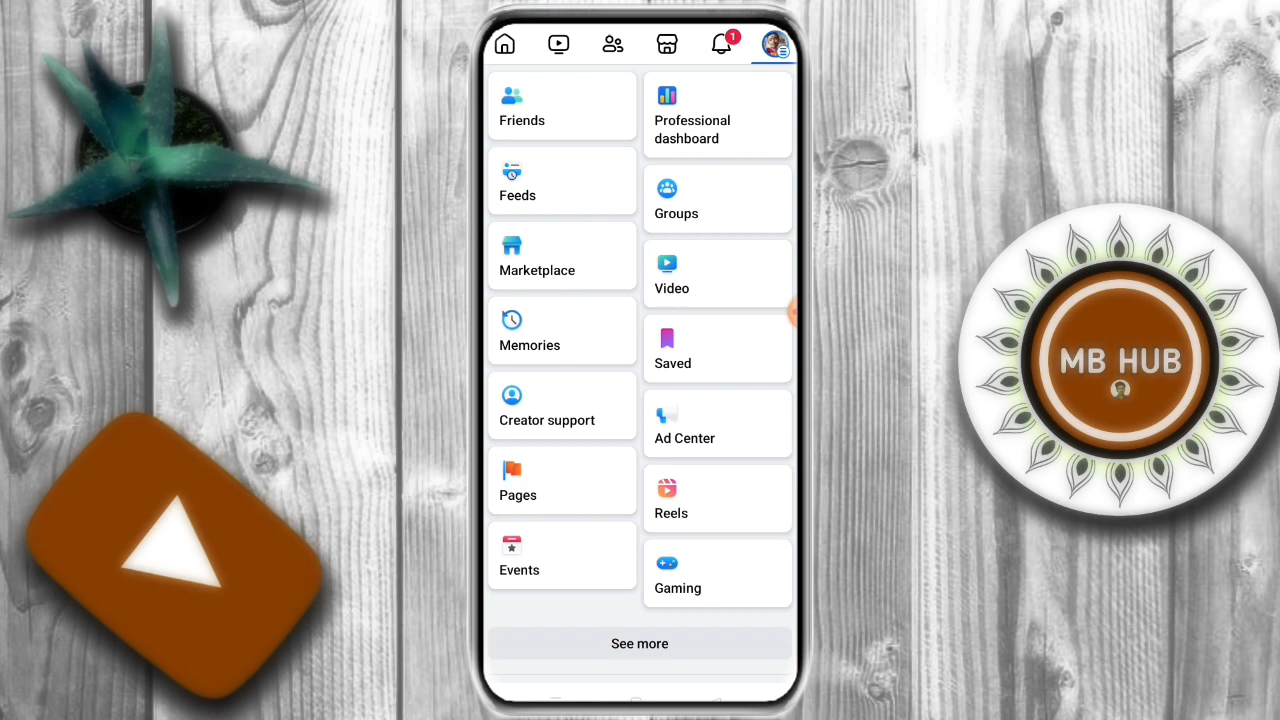 1
Friends
Feeds
Marketplace
Memories
Creator support
Pages
Events
Professional
dashboard
Groups
Video
Saved
Ad Center
Reels
Gaming
See more
MB HUB